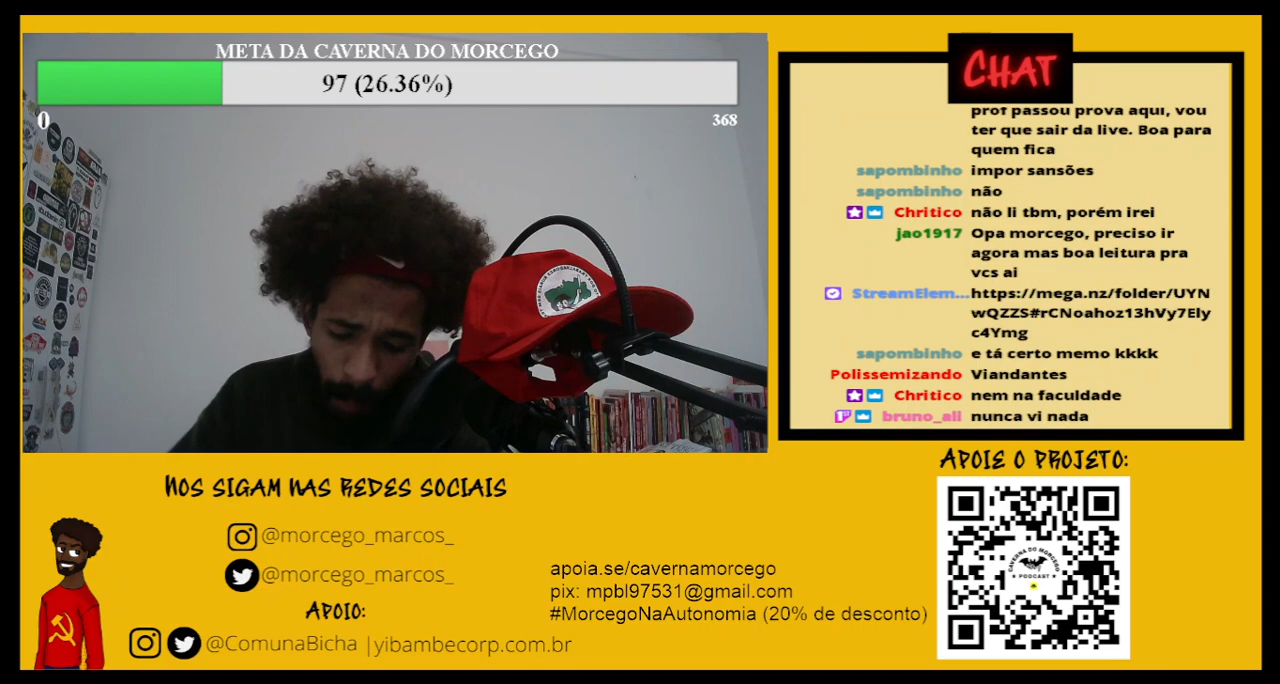 META DA CAVERNA DO MORCEGO
97 (26.36%)
0
368
CHAT
prof passou prova aqui, vou
ter que sair da live. Boa para
quem fica
sapombinho impor sansões
sapombinho não
Chritico não li tbm, porém irei
jao1917 Opa morcego, preciso ir
agora mas boa leitura pra
vcs ai
StreamElem... https://mega.nz/folder/UYN
wQZZS#rCNoahoz13hVy7Ely
c4Ymg
sapombinho e tá certo memo kkkk
Polissemizando Viandantes
Chritico nem na faculdade
bruno_ali nunca vi nada
NOS SIGAM NAS REDES SOCIAIS
@morcego_marcos_
@morcego_marcos_
APOIO:
@ComunaBicha |yibambecorp.com.br
apoia.se/cavernamorcego
pix: mpbl97531@gmail.com
#MorcegoNaAutonomia (20% de desconto)
APOIE O PROJETO:
CAVERNA DO MORCEGO
PODCAST